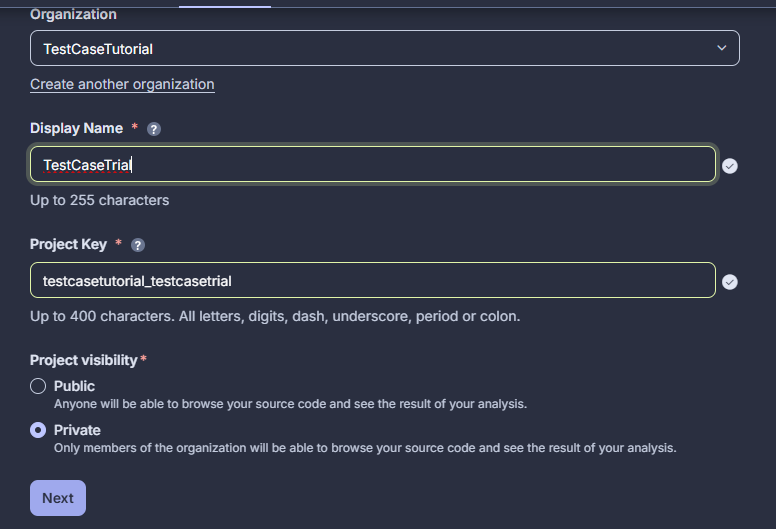 Organization
TestCaseTutorial
Create another organization
Display Name * ?
TestCaseTrial
Up to 255 characters
Project Key * ?
testcasetutorial_testcasetrial
Up to 400 characters. All letters, digits, dash, underscore, period or colon.
Project visibility *
Public
Anyone will be able to browse your source code and see the result of your analysis.
Private
Only members of the organization will be able to browse your source code and see the result of your analysis.
Next